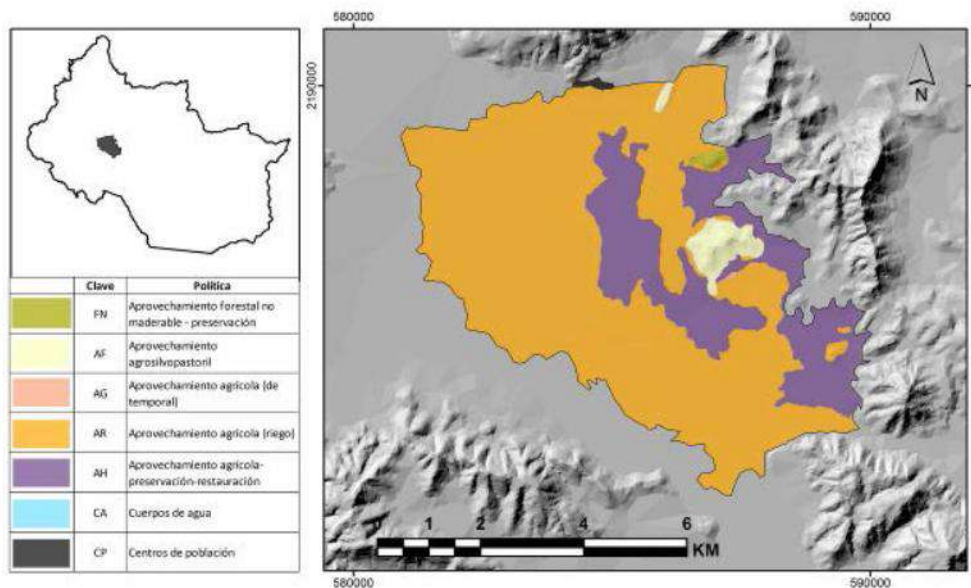 580000
590000
2190000
N
Clave
Política
FN
Aprovechamiento forestal no
maderable - preservación
AF
Aprovechamiento
agrosilvopastoril
AG
Aprovechamiento agrícola (de
temporal)
AR
Aprovechamiento agrícola (riego)
AH
Aprovechamiento agrícola-
preservación-restauración
CA
Cuerpos de agua
CP
Centros de población
0 1 2 4 6
KM
580000
590000